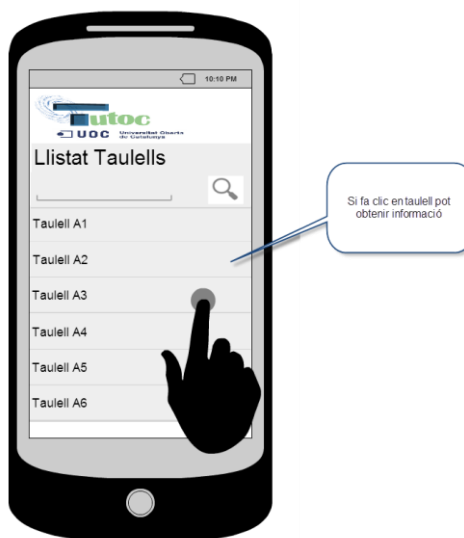 10:10 PM
Tutoc
UOC Universitat Oberta
de Catalunya
Llistat Taulells
Taulell A1
Taulell A2
Taulell A3
Taulell A4
Taulell A5
Taulell A6
Si fa clic en taulell pot
obtenir informació